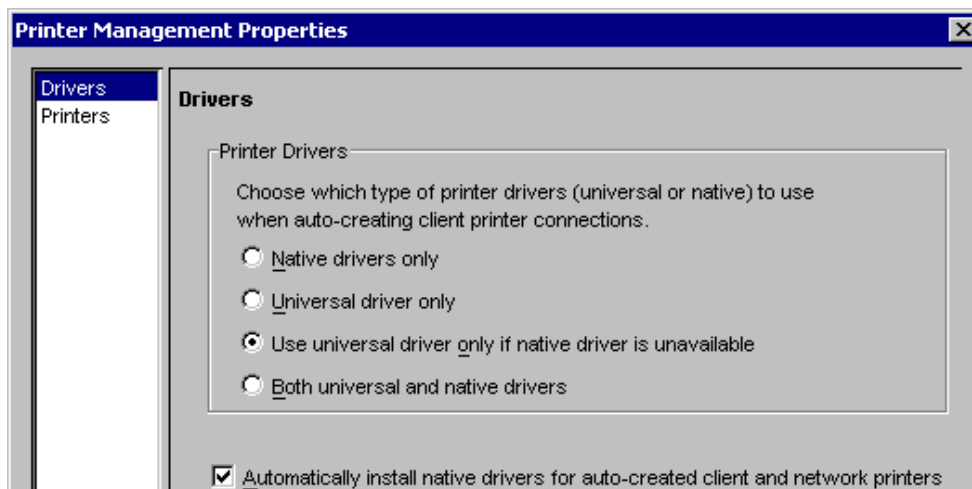 Printer Management Properties
Drivers
Printers
Drivers
Printer Drivers
Choose which type of printer drivers (universal or native) to use
when auto-creating client printer connections.
Native drivers only
Universal driver only
Use universal driver only if native driver is unavailable
Both universal and native drivers
Automatically install native drivers for auto-created client and network printers